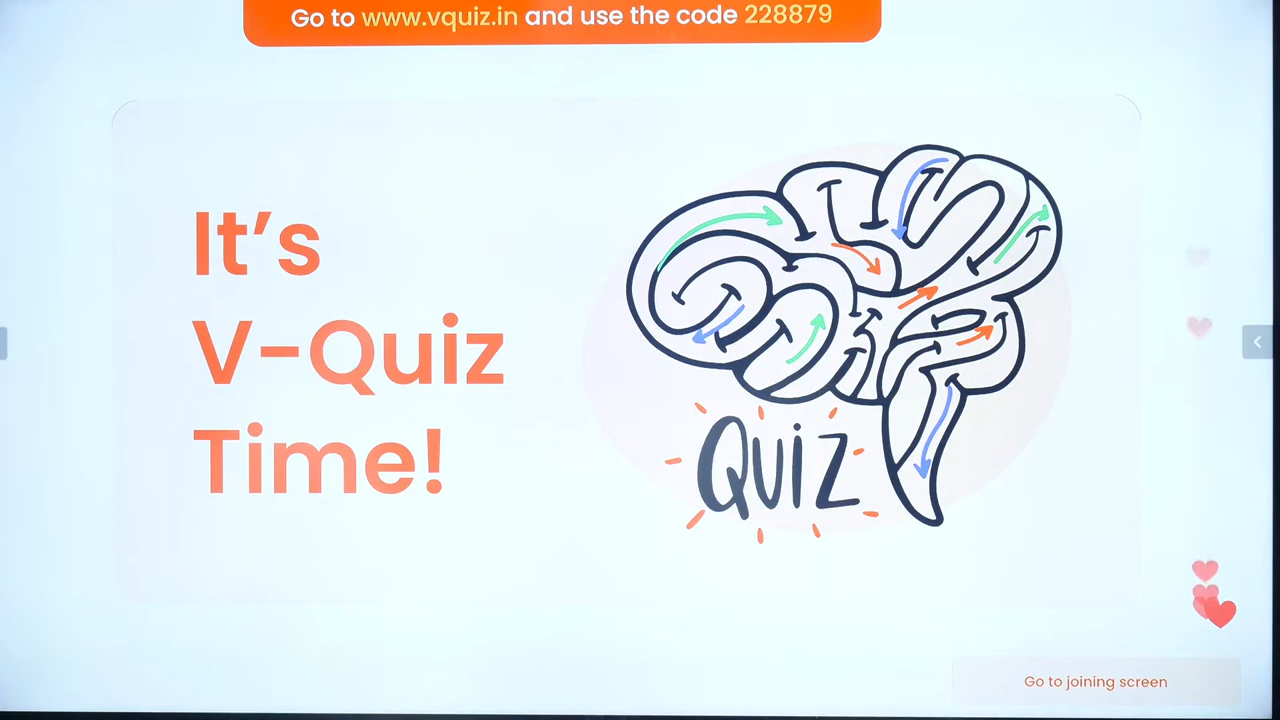 Go to www.vquiz.in and use the code 228879
It's
V-Quiz
Time!
QUIZ
Go to joining screen